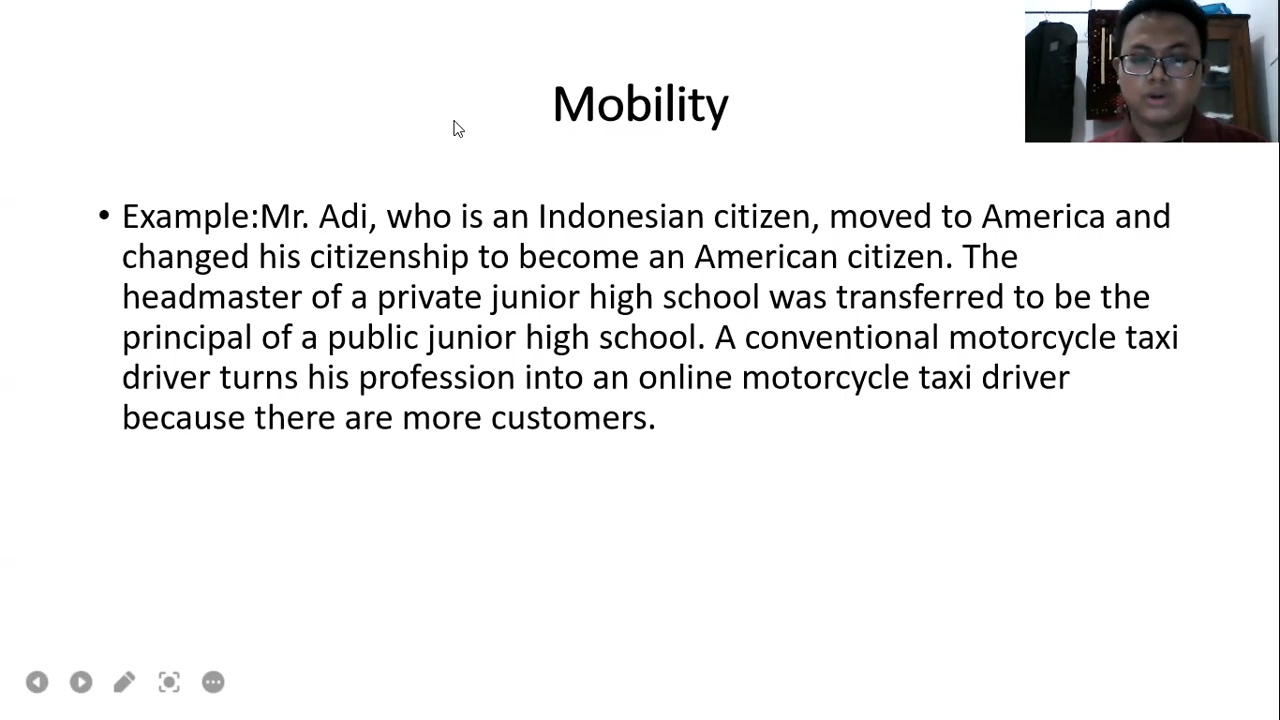 Mobility
• Example:Mr. Adi, who is an Indonesian citizen, moved to America and
changed his citizenship to become an American citizen. The
headmaster of a private junior high school was transferred to be the
principal of a public junior high school. A conventional motorcycle taxi
driver turns his profession into an online motorcycle taxi driver
because there are more customers.